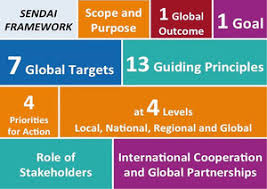 SENDAI
FRAMEWORK
Scope and
Purpose
1 Global
Outcome
1
Goal
7 Global Targets
13 Guiding Principles
4
Priorities
for Action
at 4 Levels
Local, National, Regional and Global
Role of
Stakeholders
International Cooperation
and Global Partnerships